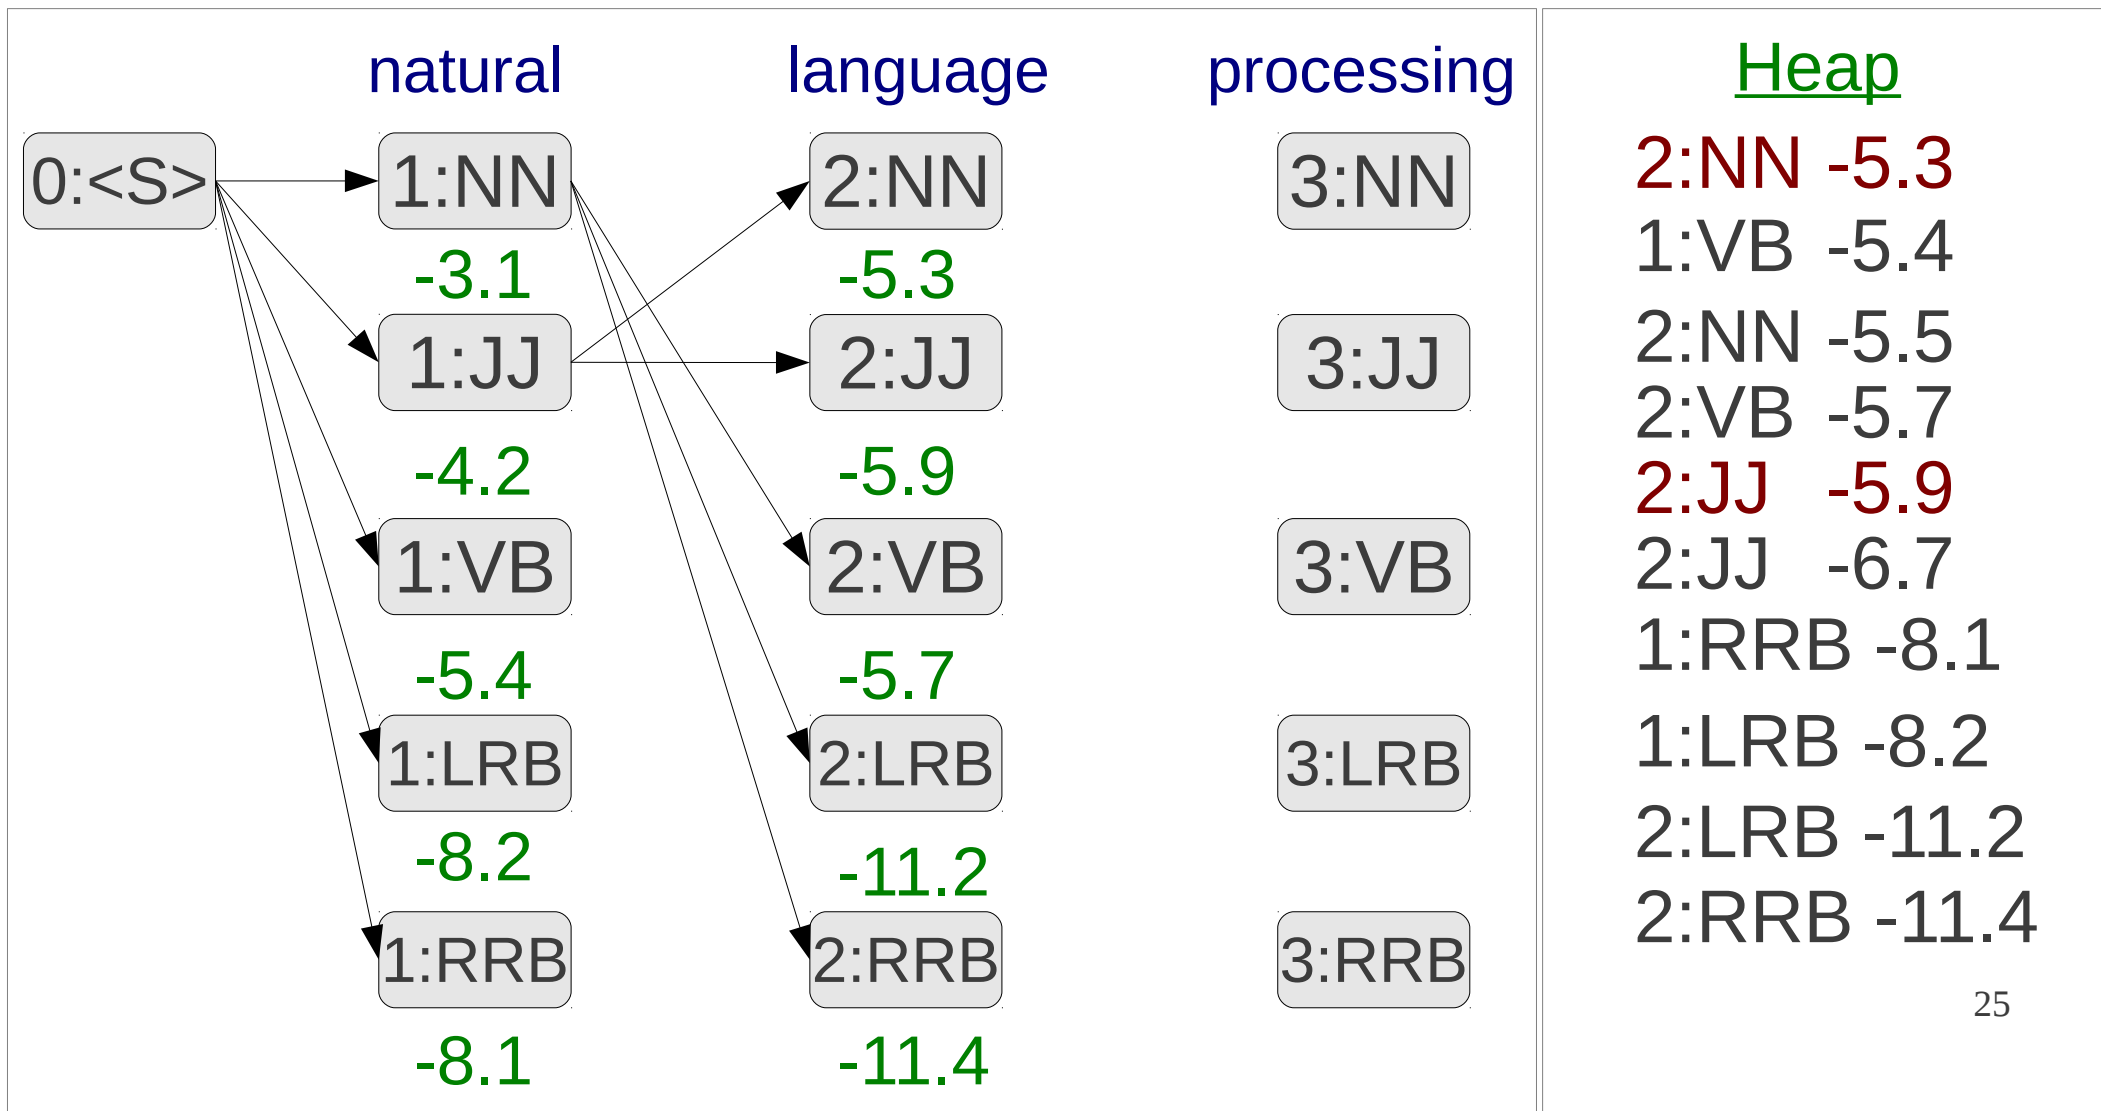 natural language processing
0:<S> 1:NN 2:NN 3:NN
-3.1 -5.3
1:JJ 2:JJ 3:JJ
-4.2 -5.9
1:VB 2:VB 3:VB
-5.4 -5.7
1:LRB 2:LRB 3:LRB
-8.2 -11.2
1:RRB 2:RRB 3:RRB
-8.1 -11.4
Heap
2:NN -5.3
1:VB -5.4
2:NN -5.5
2:VB -5.7
2:JJ -5.9
2:JJ -6.7
1:RRB -8.1
1:LRB -8.2
2:LRB -11.2
2:RRB -11.4
25